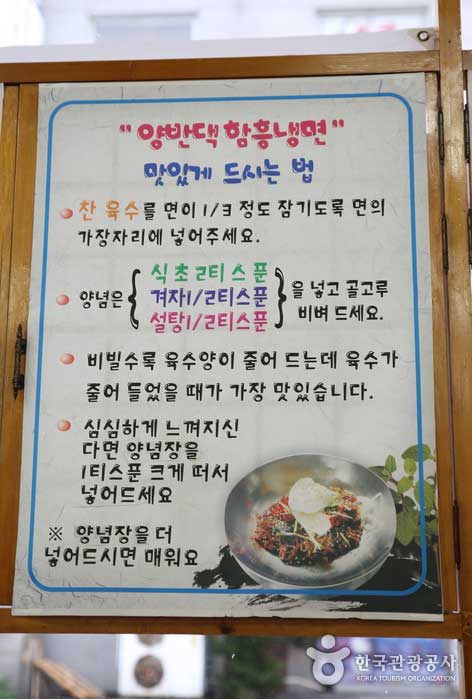 "양반댁 함흥냉면"
맛있게 드시는 법
찬 육수를 면이 1/3 정도 잠기도록 면의
가장자리에 넣어주세요.
양념은 { 식초2티스푼
겨자1/2티스푼
설탕1/2티스푼 } 을 넣고 골고루
비벼 드세요.
비빌수록 육수양이 줄어 드는데 육수가
줄어 들었을 때가 가장 맛있습니다.
심심하게 느껴지신
다면 양념장을
1티스푼 크게 떠서
넣어드세요
※ 양념장을 더
넣어드시면 매워요
한국관광공사
KOREA TOURISM ORGANIZATION